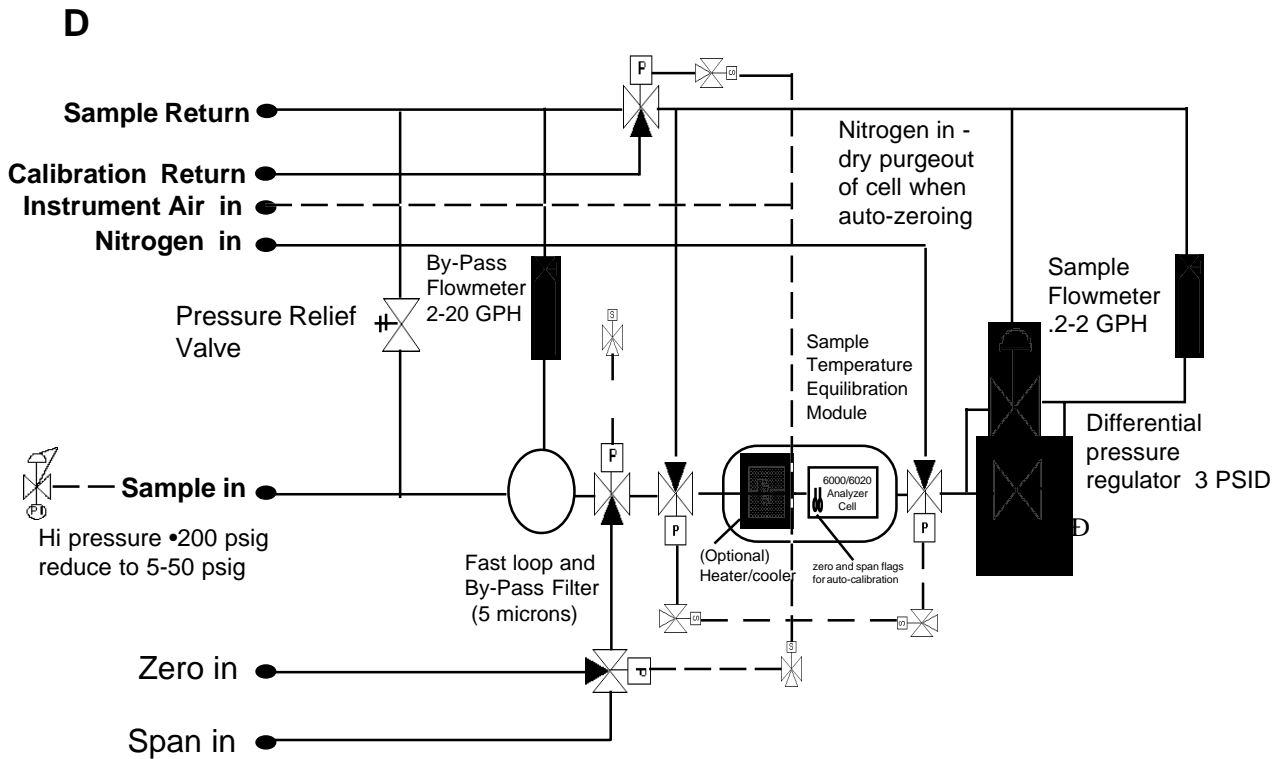 D
P
S
Sample Return
Calibration Return
Instrument Air in
Nitrogen in
Nitrogen in -
dry purgeout
of cell when
auto-zeroing
By-Pass
Flowmeter
2-20 GPH
Sample
Flowmeter
.2-2 GPH
Pressure Relief
Valve
S
Sample
Temperature
Equilibration
Module
Differential
pressure
regulator 3 PSID
Đ
P
Sample in
Hi pressure •200 psig
reduce to 5-50 psig
6000/6020
Analyzer
Cell
P
P
(Optional)
Heater/cooler
zero and span flags
for auto-calibration
Fast loop and
By-Pass Filter
(5 microns)
S
S
S
Zero in
P
Span in